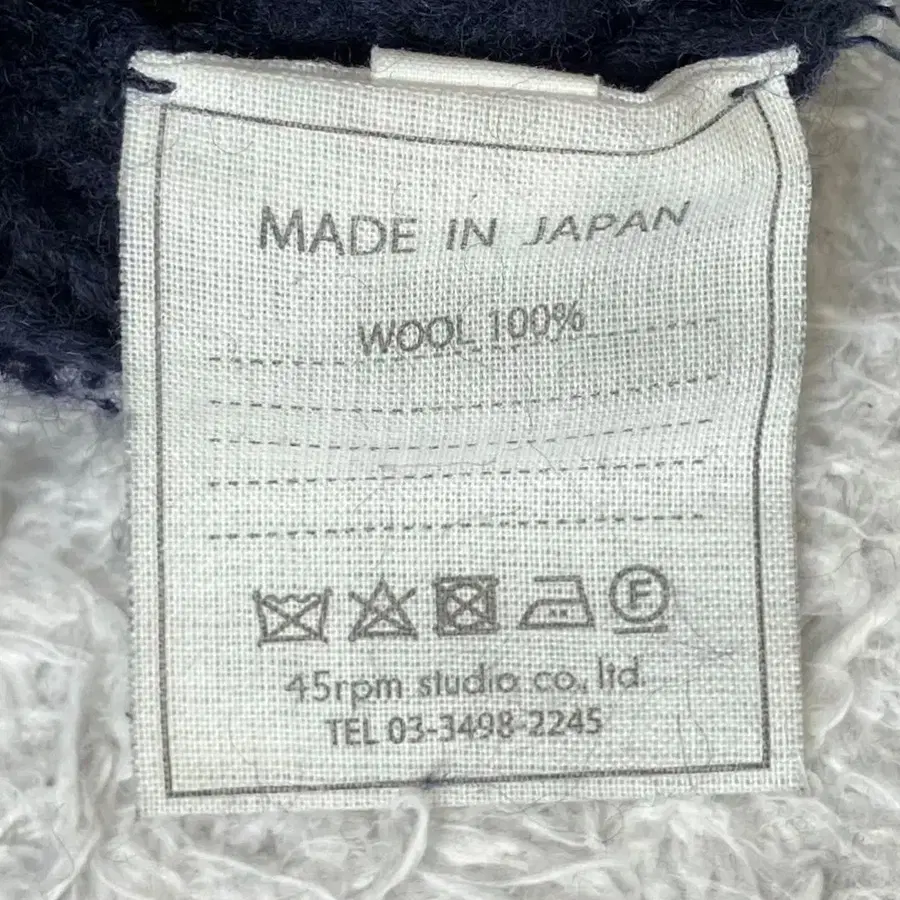 MADE IN JAPAN
WOOL 100%
F
45rpm studio co., ltd.
TEL 03-3498-2245